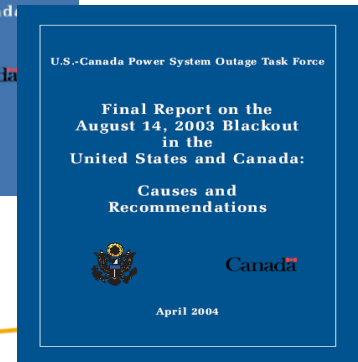 U.S.-Canada Power System Outage Task Force
Final Report on the
August 14, 2003 Blackout
in the
United States and Canada:
Causes and
Recommendations
Canada
April 2004